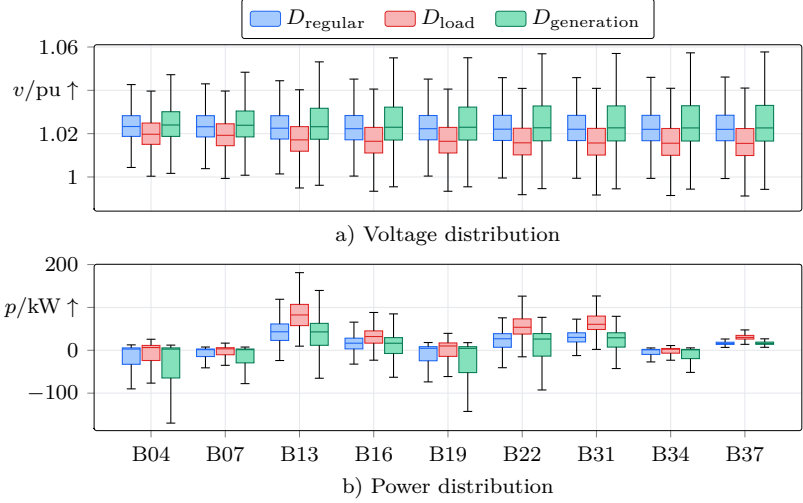 D_regular D_load D_generation
1.06
v/pu ↑
1.02
1
a) Voltage distribution
200
p/kW ↑
0
−100
B04 B07 B13 B16 B19 B22 B31 B34 B37
b) Power distribution